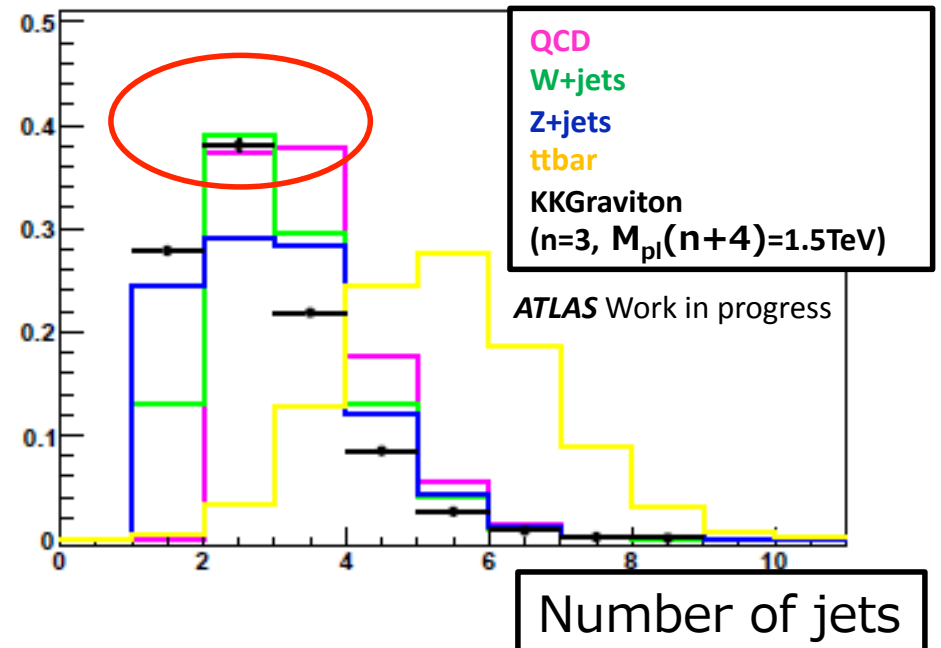 0.5
0.4
0.3
0.2
0.1
0
0 2 4 6 8 10
QCD
W+jets
Z+jets
ttbar
KKGraviton
(n=3, Mpl(n+4)=1.5TeV)
ATLAS Work in progress
Number of jets